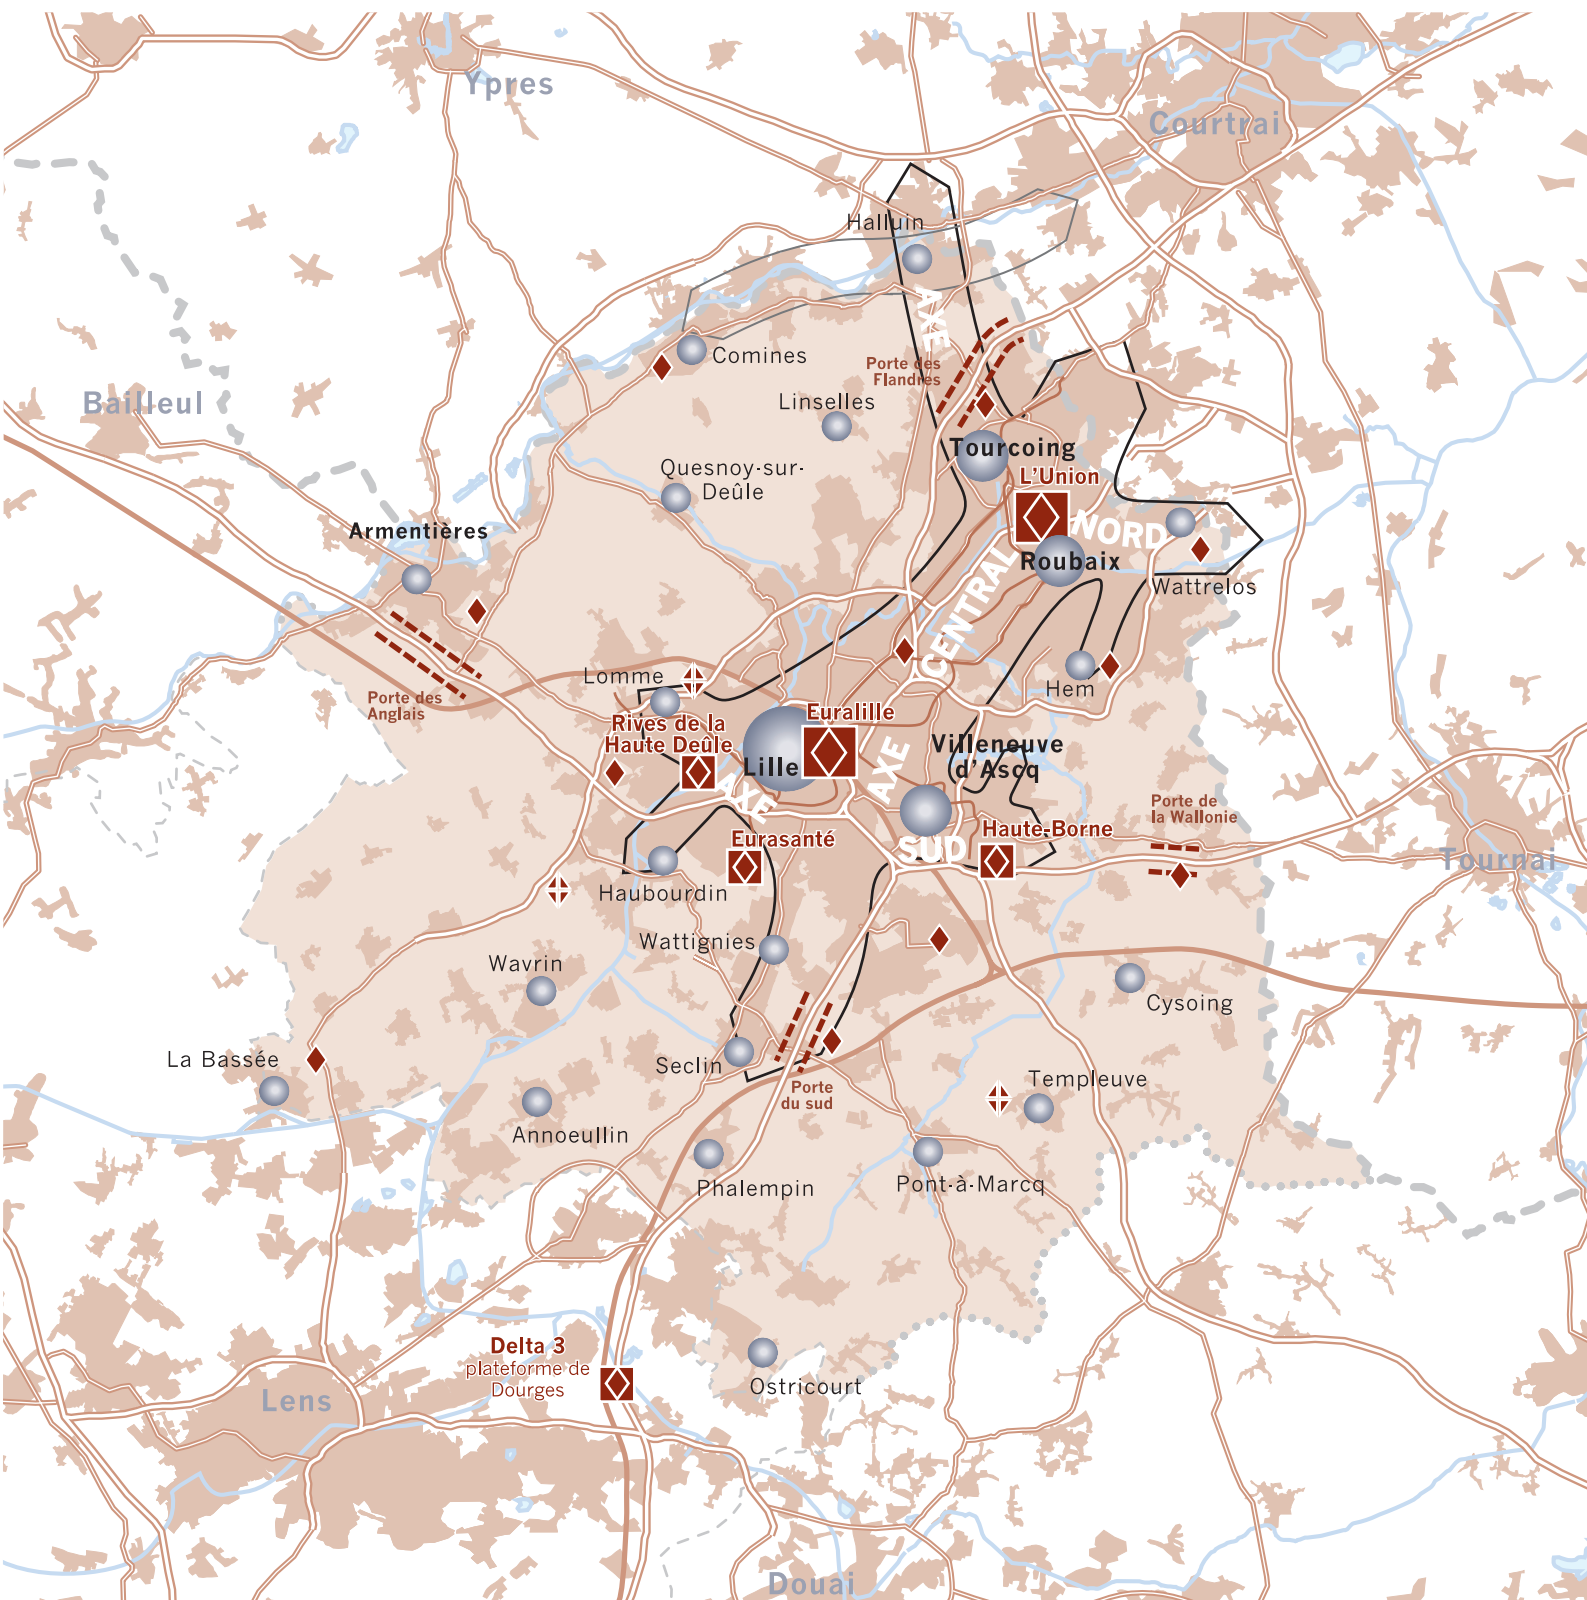 Ypres
Courtrai
Halluin
AXE
Comines
Porte des
Flandres
Linselles
Bailleul
Tourcoing
Quesnoy-sur-
Deûle
L'Union
Armentières
NORD
Roubaix
Wattrelos
CENTRAL
Lomme
Hem
Porte des
Anglais
Rives de la
Haute Deûle
Euralille
Villeneuve
d'Ascq
Lille
AXE
AXE
Porte de
la Wallonie
Eurasanté
Haute-Borne
SUD
Tournai
Haubourdin
Wattignies
Wavrin
Cysoing
La Bassée
Seclin
Templeuve
Porte
du sud
Annoeullin
Phalempin
Pont-à-Marcq
Delta 3
plateforme de
Dourges
Ostricourt
Lens
Douai